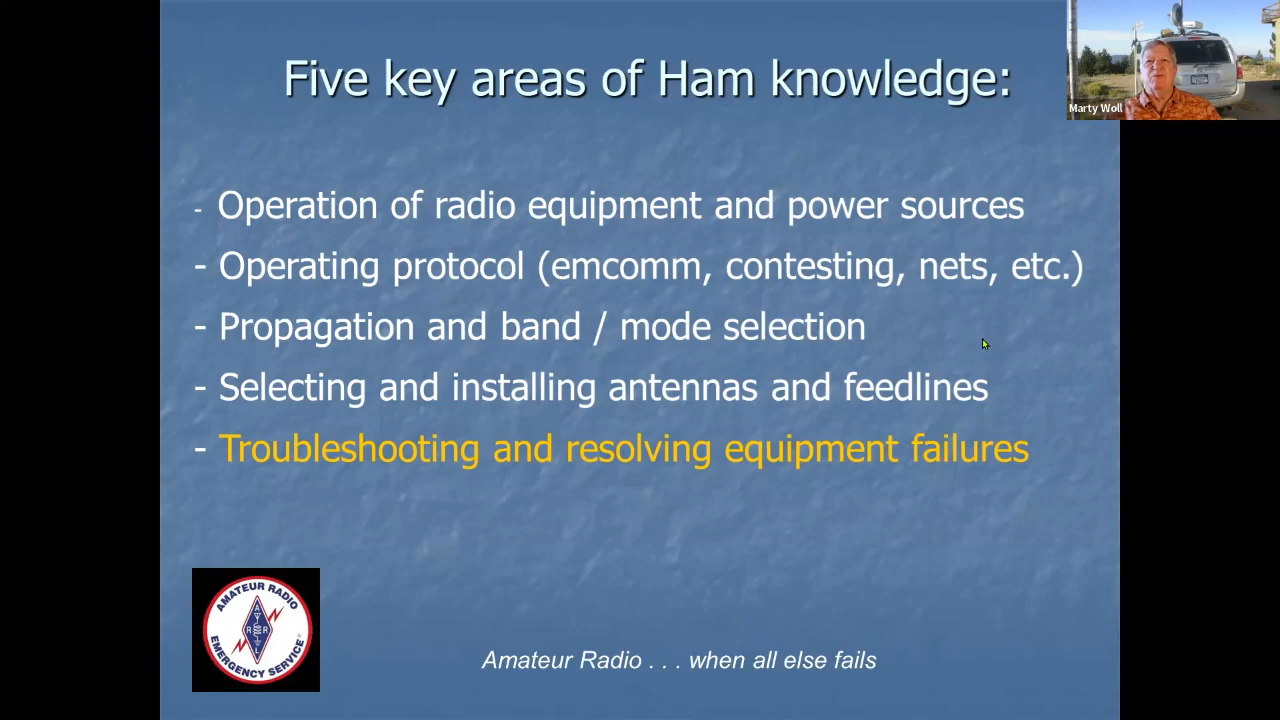 Five key areas of Ham knowledge:
Marty Woll
- Operation of radio equipment and power sources
- Operating protocol (emcomm, contesting, nets, etc.)
- Propagation and band / mode selection
- Selecting and installing antennas and feedlines
- Troubleshooting and resolving equipment failures
AMATEUR RADIO
A
R R
L
EMERGENCY SERVICE
Amateur Radio . . . when all else fails